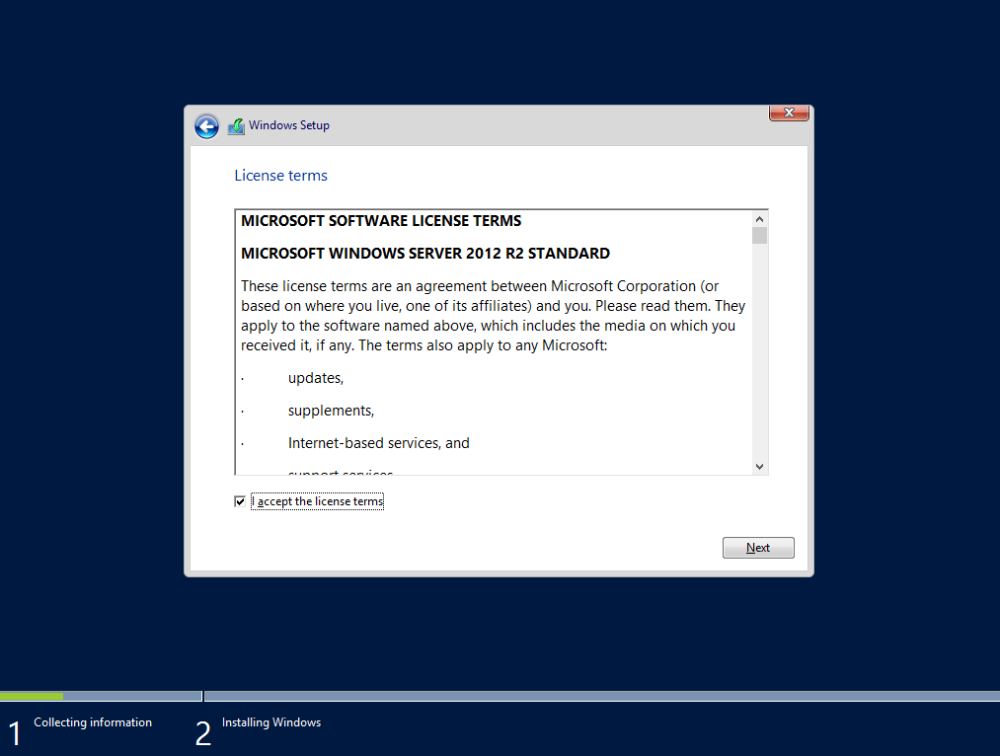 Windows Setup
License terms
MICROSOFT SOFTWARE LICENSE TERMS
MICROSOFT WINDOWS SERVER 2012 R2 STANDARD
These license terms are an agreement between Microsoft Corporation (or
based on where you live, one of its affiliates) and you. Please read them. They
apply to the software named above, which includes the media on which you
received it, if any. The terms also apply to any Microsoft:
· updates,
· supplements,
· Internet-based services, and
support services
I accept the license terms
Next
1 Collecting information
2 Installing Windows